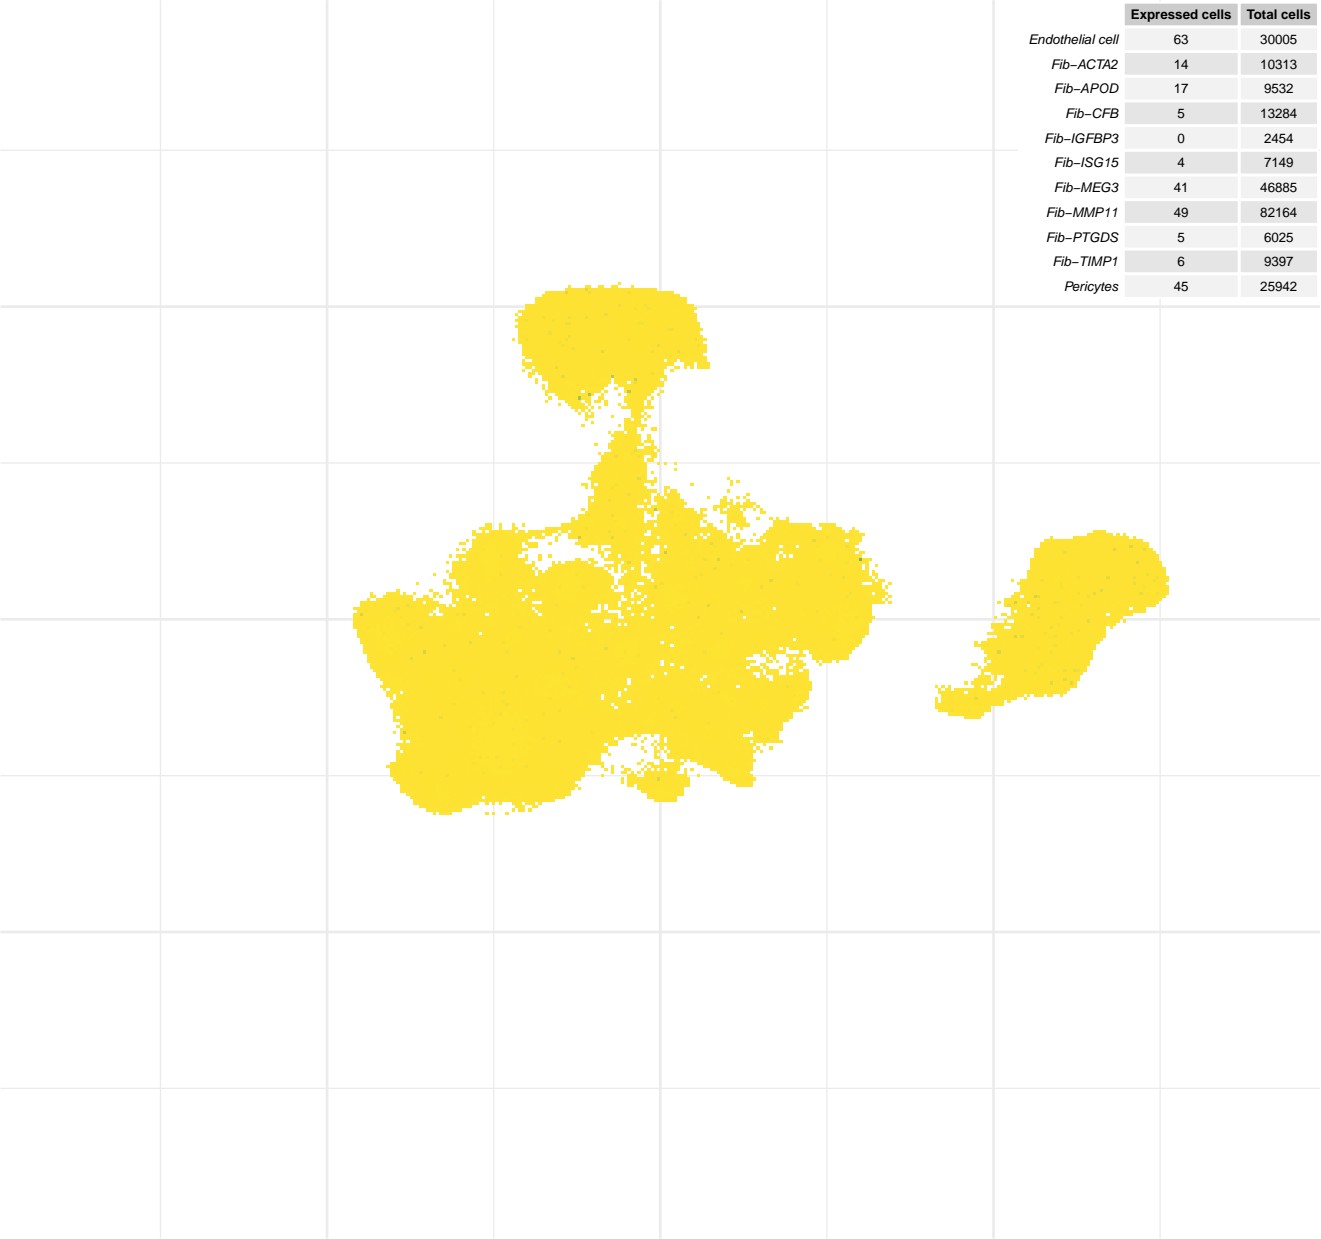 Expressed cells Total cells
Endothelial cell 63 30005
Fib−ACTA2 14 10313
Fib−APOD 17 9532
Fib−CFB 5 13284
Fib−IGFBP3 0 2454
Fib−ISG15 4 7149
Fib−MEG3 41 46885
Fib−MMP11 49 82164
Fib−PTGDS 5 6025
Fib−TIMP1 6 9397
Pericytes 45 25942